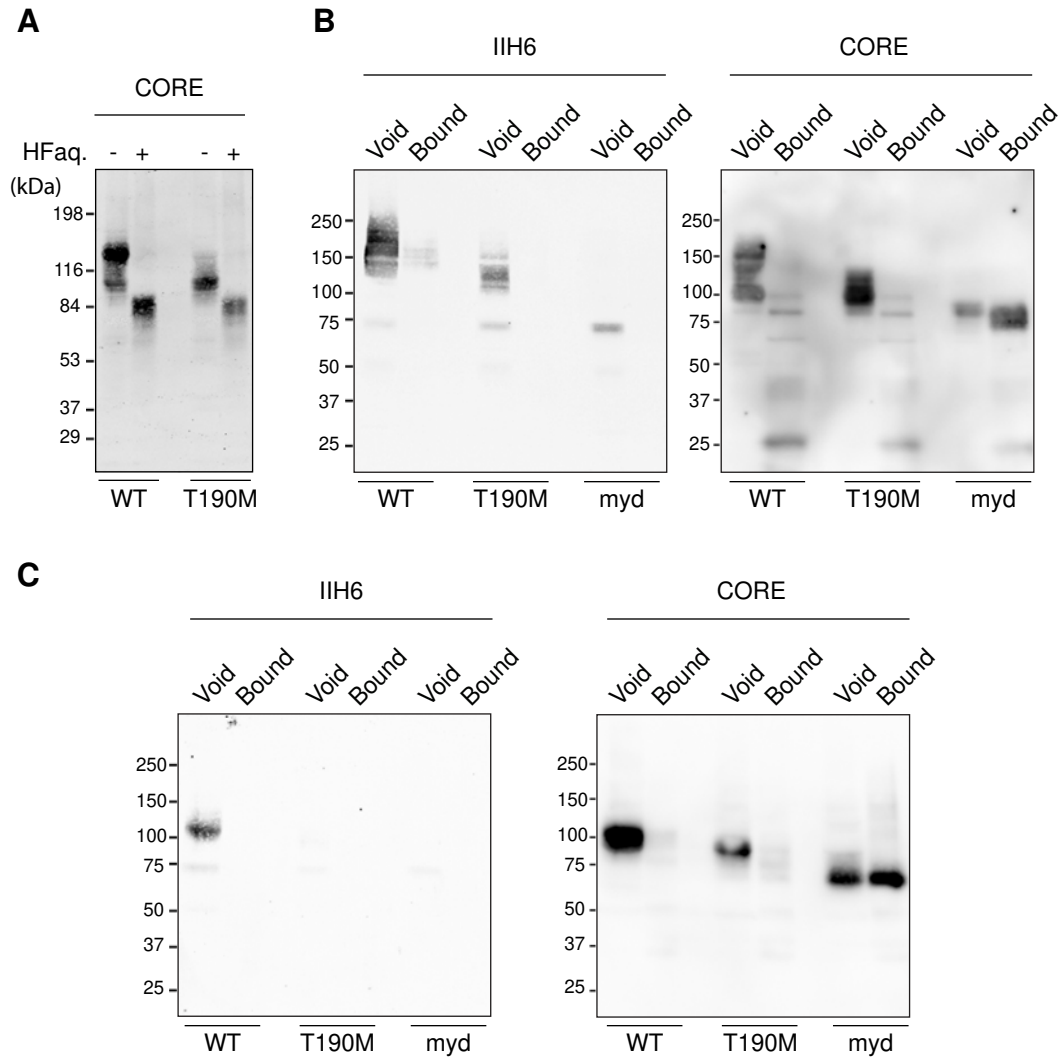 A
CORE
HFaq. - + - +
(kDa)
198
116
84
53
37
29
WT T190M
B
IIH6 CORE
Void Bound Void Bound Void Bound Void Bound Void Bound Void Bound
250 250
150 150
100 100
75 75
50 50
37 37
25 25
WT T190M myd WT T190M myd
C
IIH6 CORE
Void Bound Void Bound Void Bound Void Bound Void Bound Void Bound
250 250
150 150
100 100
75 75
50 50
37 37
25 25
WT T190M myd WT T190M myd